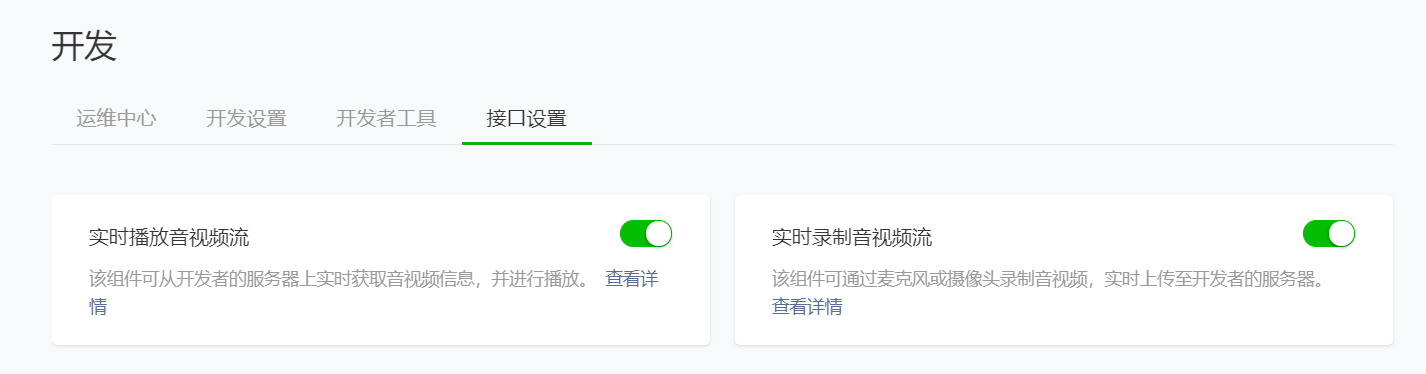 开发
运维中心 开发设置 开发者工具 接口设置
实时播放音视频流
该组件可从开发者的服务器上实时获取音视频信息，并进行播放。 查看详
情
实时录制音视频流
该组件可通过麦克风或摄像头录制音视频，实时上传至开发者的服务器。
查看详情